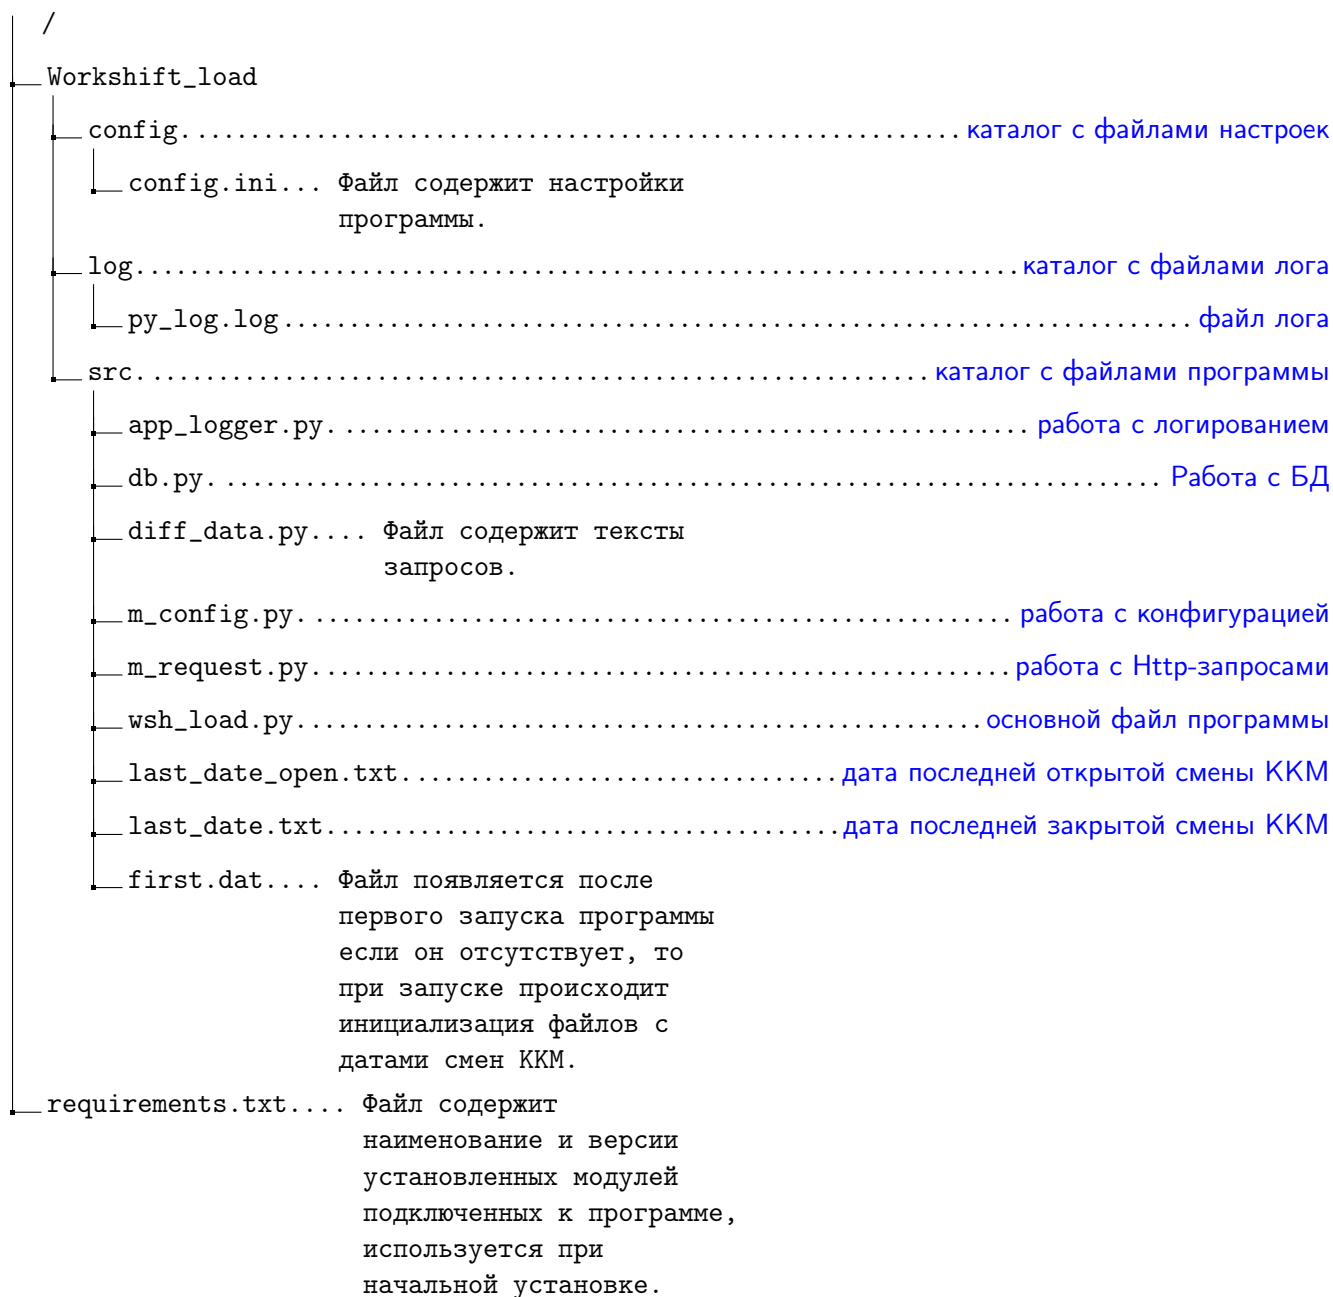 /
Workshift_load
config.......................................................... каталог с файлами настроек
config.ini... Файл содержит настройки
программы.
log.................................................................. каталог с файлами лога
py_log.log.................................................................... файл лога
src........................................................... каталог с файлами программы
app_logger.py..................................................... работа с логированием
db.py....................................................................... Работа с БД
diff_data.py.... Файл содержит тексты
запросов.
m_config.py..................................................... работа с конфигурацией
m_request.py.................................................... работа с Http-запросами
wsh_load.py................................................... основной файл программы
last_date_open.txt................................ дата последней открытой смены ККМ
last_date.txt...................................... дата последней закрытой смены ККМ
first.dat.... Файл появляется после
первого запуска программы
если он отсутствует, то
при запуске происходит
инициализация файлов с
датами смен ККМ.
requirements.txt.... Файл содержит
наименование и версии
установленных модулей
подключенных к программе,
используется при
начальной установке.